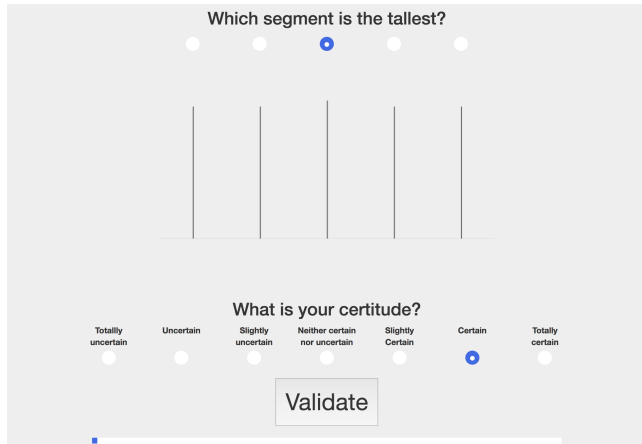 Which segment is the tallest?
What is your certitude?
Totallly uncertain
Uncertain
Slightly uncertain
Neither certain nor uncertain
Slightly Certain
Certain
Totally certain
Validate